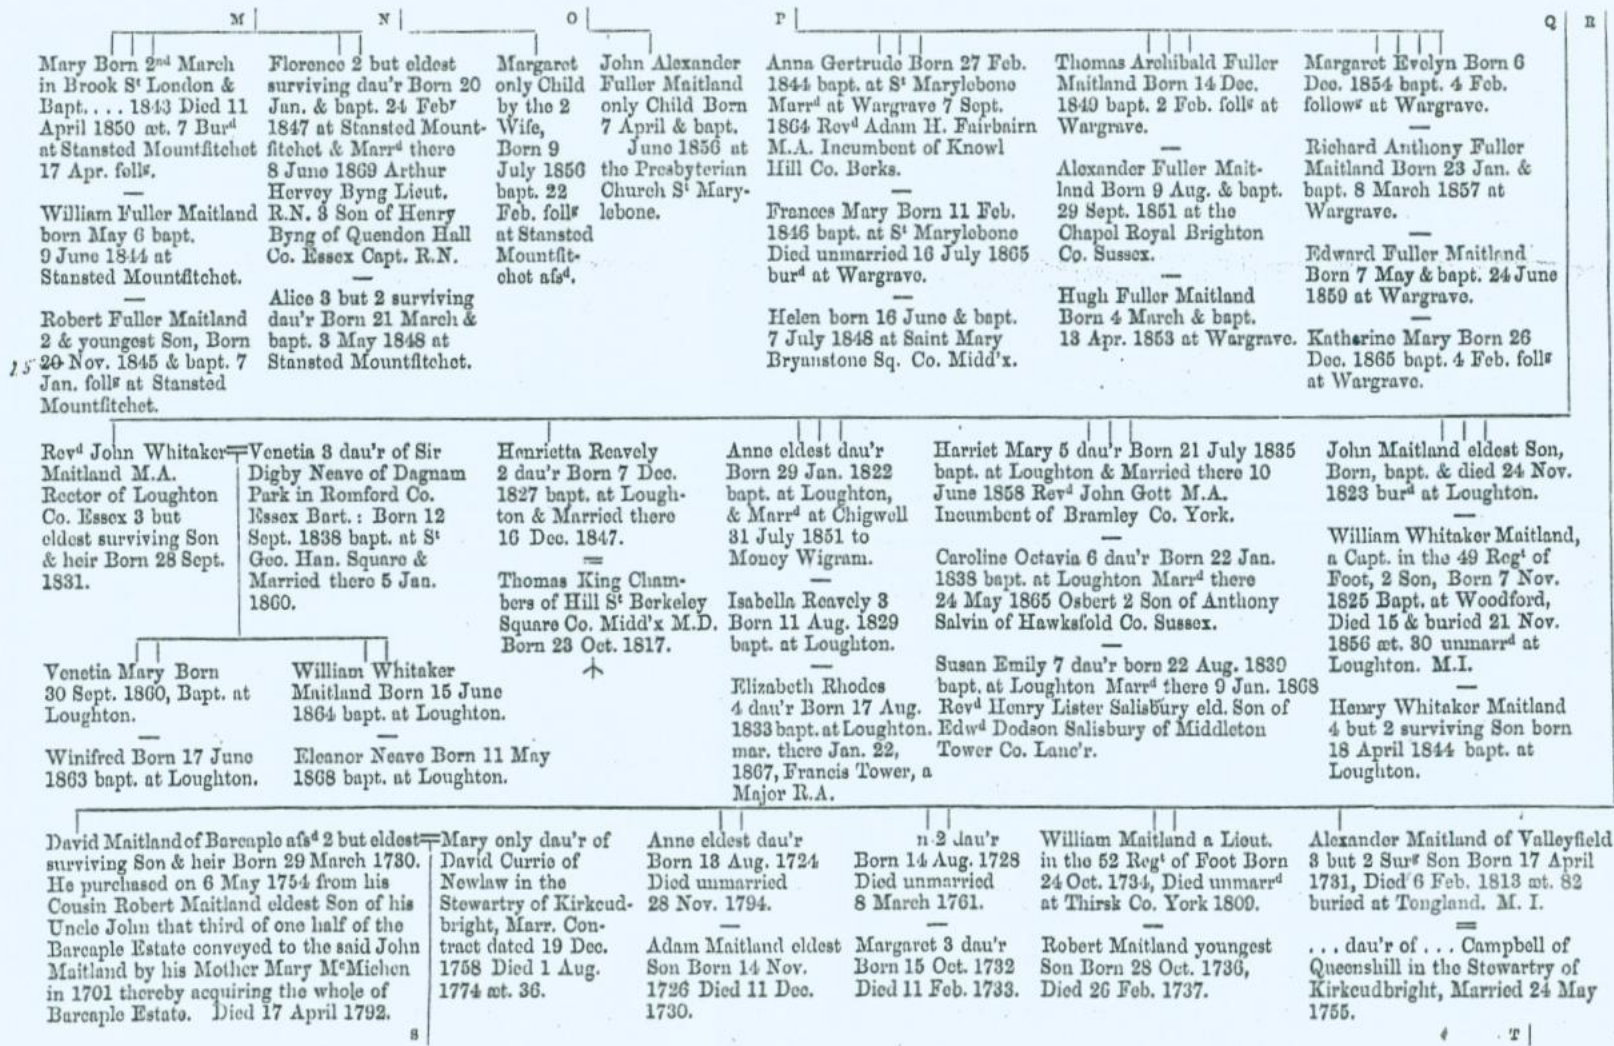 M N O P Q R
Mary Born 2nd March
in Brook St London &
Bapt. . . . 1843 Died 11
April 1850 æt. 7 Burd
at Stansted Mountfitchet
17 Apr. follg.
—
William Fuller Maitland
born May 6 bapt.
9 June 1844 at
Stansted Mountfitchet.
—
Robert Fuller Maitland
2 & youngest Son, Born
25 20 Nov. 1845 & bapt. 7
Jan. follg at Stansted
Mountfitchet.
Florence 2 but eldest
surviving dau'r Born 20
Jan. & bapt. 24 Febr
1847 at Stansted Mount-
fitchet & Marrd there
8 June 1869 Arthur
Hervey Byng Lieut.
R.N. 3 Son of Henry
Byng of Quendon Hall
Co. Essex Capt. R.N.
—
Alice 3 but 2 surviving
dau'r Born 21 March &
bapt. 3 May 1848 at
Stansted Mountfitchet.
Margaret
only Child
by the 2
Wife,
Born 9
July 1856
bapt. 22
Feb. follg
at Stansted
Mountfit-
chet afsd.
John Alexander
Fuller Maitland
only Child Born
7 April & bapt.
June 1856 at
the Presbyterian
Church St Mary-
lebone.
Anna Gertrude Born 27 Feb.
1844 bapt. at St Marylebone
Marrd at Wargrave 7 Sept.
1864 Revd Adam H. Fairbairn
M.A. Incumbent of Knowl
Hill Co. Berks.
—
Frances Mary Born 11 Feb.
1846 bapt. at St Marylebone
Died unmarried 16 July 1865
burd at Wargrave.
—
Helen born 16 June & bapt.
7 July 1848 at Saint Mary
Bryanstone Sq. Co. Midd'x.
Thomas Archibald Fuller
Maitland Born 14 Dec.
1849 bapt. 2 Feb. follg at
Wargrave.
—
Alexander Fuller Mait-
land Born 9 Aug. & bapt.
29 Sept. 1851 at the
Chapel Royal Brighton
Co. Sussex.
—
Hugh Fuller Maitland
Born 4 March & bapt.
13 Apr. 1853 at Wargrave.
Margaret Evelyn Born 6
Dec. 1854 bapt. 4 Feb.
followg at Wargrave.
—
Richard Anthony Fuller
Maitland Born 23 Jan. &
bapt. 8 March 1857 at
Wargrave.
—
Edward Fuller Maitland
Born 7 May & bapt. 24 June
1859 at Wargrave.
—
Katharine Mary Born 26
Dec. 1865 bapt. 4 Feb. follg
at Wargrave.
Revd John Whitaker
Maitland M.A.
Rector of Loughton
Co. Essex 3 but
eldest surviving Son
& heir Born 28 Sept.
1831.
Venetia 3 dau'r of Sir
Digby Neave of Dagnam
Park in Romford Co.
Essex Bart. : Born 12
Sept. 1838 bapt. at St
Geo. Han. Square &
Married there 5 Jan.
1860.
Venetia Mary Born
30 Sept. 1860, Bapt. at
Loughton.
—
Winifred Born 17 June
1863 bapt. at Loughton.
William Whitaker
Maitland Born 15 June
1864 bapt. at Loughton.
—
Eleanor Neave Born 11 May
1868 bapt. at Loughton.
Henrietta Reavely
2 dau'r Born 7 Dec.
1827 bapt. at Lough-
ton & Married there
16 Dec. 1847.
=
Thomas King Cham-
bers of Hill St Berkeley
Square Co. Midd'x M.D.
Born 23 Oct. 1817.
Anne eldest dau'r
Born 29 Jan. 1822
bapt. at Loughton,
& Marrd at Chigwell
31 July 1851 to
Money Wigram.
—
Isabella Reavely 3
Born 11 Aug. 1829
bapt. at Loughton.
—
Elizabeth Rhodes
4 dau'r Born 17 Aug.
1833 bapt. at Loughton.
mar. there Jan. 22,
1867, Francis Tower, a
Major R.A.
Harriet Mary 5 dau'r Born 21 July 1835
bapt. at Loughton & Married there 10
June 1858 Revd John Gott M.A.
Incumbent of Bramley Co. York.
—
Caroline Octavia 6 dau'r Born 22 Jan.
1838 bapt. at Loughton Marrd there
24 May 1865 Osbert 2 Son of Anthony
Salvin of Hawksfold Co. Sussex.
—
Susan Emily 7 dau'r born 22 Aug. 1839
bapt. at Loughton Marrd there 9 Jan. 1868
Revd Henry Lister Salisbury eld. Son of
Edwd Dodson Salisbury of Middleton
Tower Co. Lanc'r.
John Maitland eldest Son,
Born, bapt. & died 24 Nov.
1823 burd at Loughton.
—
William Whitaker Maitland,
a Capt. in the 49 Regt of
Foot, 2 Son, Born 7 Nov.
1825 Bapt. at Woodford,
Died 15 & buried 21 Nov.
1856 æt. 30 unmarrd at
Loughton. M.I.
—
Henry Whitaker Maitland
4 but 2 surviving Son born
18 April 1844 bapt. at
Loughton.
David Maitland of Barcaple afsd 2 but eldest
surviving Son & heir Born 29 March 1730.
He purchased on 6 May 1754 from his
Cousin Robert Maitland eldest Son of his
Uncle John that third of one half of the
Barcaple Estate conveyed to the said John
Maitland by his Mother Mary McMichen
in 1701 thereby acquiring the whole of
Barcaple Estate. Died 17 April 1792.
S
Mary only dau'r of
David Currie of
Newlaw in the
Stewartry of Kirkcud-
bright, Marr. Con-
tract dated 19 Dec.
1758 Died 1 Aug.
1774 æt. 36.
Anne eldest dau'r
Born 13 Aug. 1724
Died unmarried
28 Nov. 1794.
—
Adam Maitland eldest
Son Born 14 Nov.
1726 Died 11 Dec.
1730.
n 2 dau'r
Born 14 Aug. 1728
Died unmarried
8 March 1761.
—
Margaret 3 dau'r
Born 15 Oct. 1732
Died 11 Feb. 1733.
William Maitland a Lieut.
in the 52 Regt of Foot Born
24 Oct. 1734, Died unmarrd
at Thirsk Co. York 1809.
—
Robert Maitland youngest
Son Born 28 Oct. 1736,
Died 26 Feb. 1737.
Alexander Maitland of Valleyfield
3 but 2 Surg Son Born 17 April
1731, Died 6 Feb. 1813 æt. 82
buried at Tongland. M. I.
=
. . . dau'r of . . . Campbell of
Queenshill in the Stewartry of
Kirkcudbright, Married 24 May
1755.
T